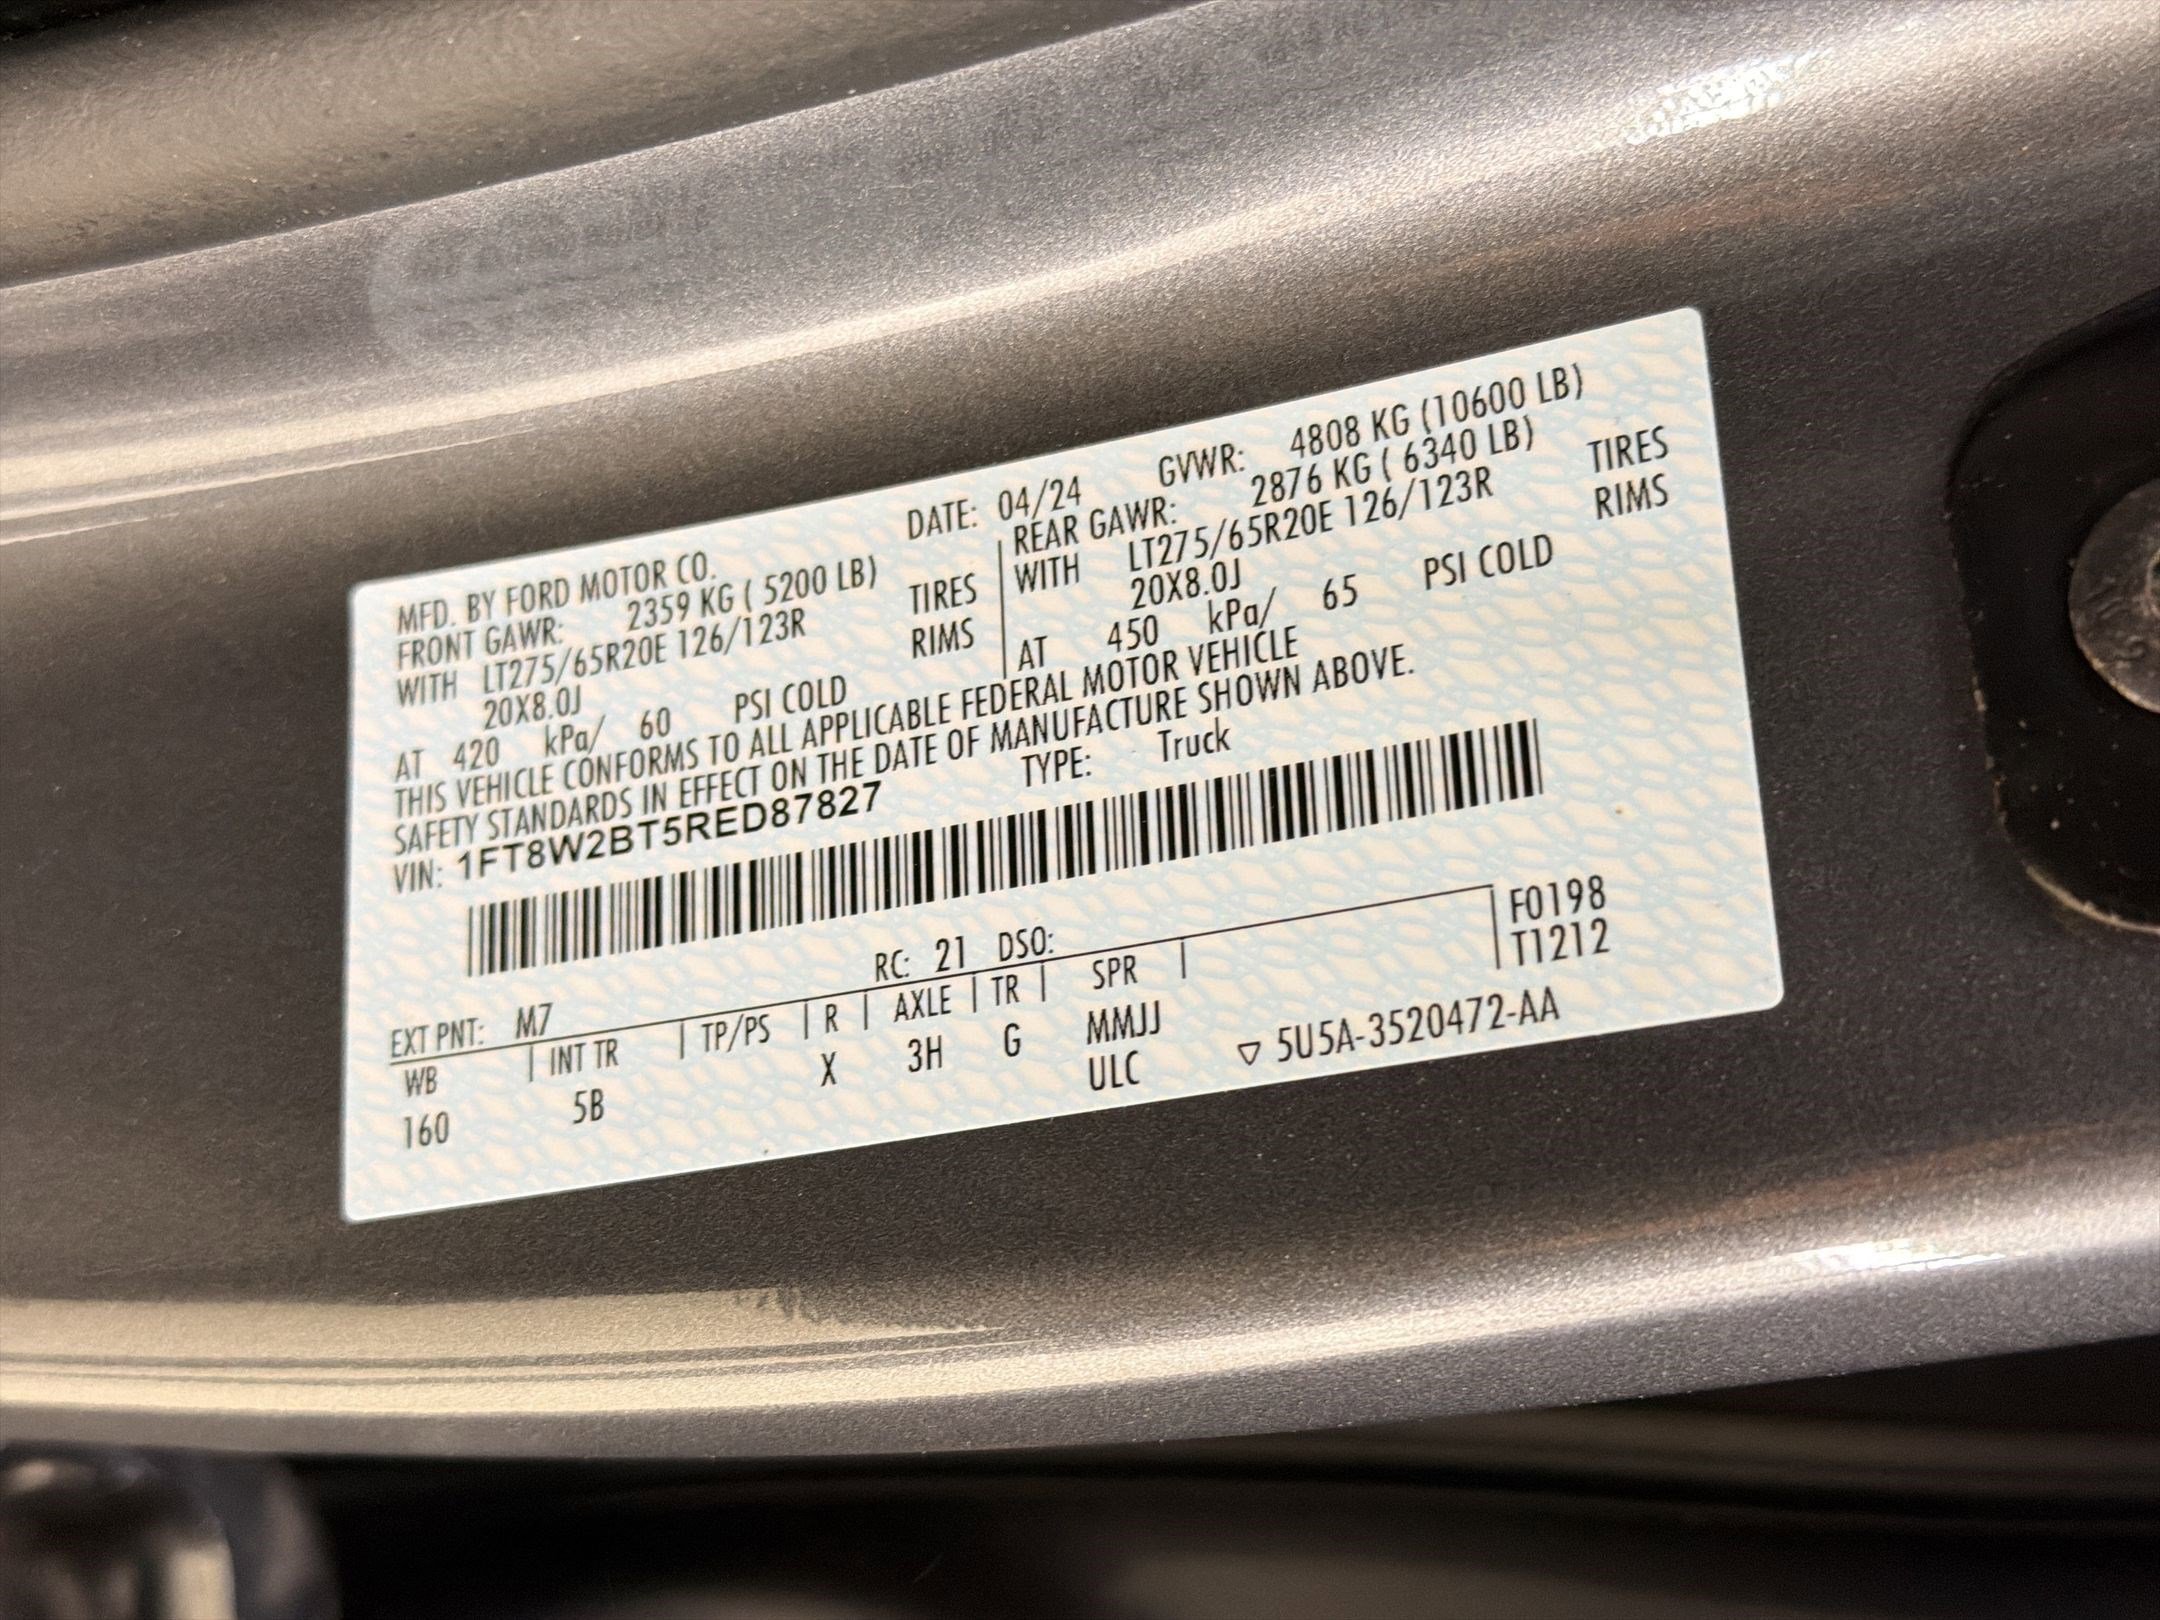 MFD. BY FORD MOTOR CO. DATE: 04/24 GVWR: 4808 KG (10600 LB)
FRONT GAWR: 2359 KG ( 5200 LB) REAR GAWR: 2876 KG ( 6340 LB)
WITH LT275/65R20E 126/123R TIRES WITH LT275/65R20E 126/123R TIRES
20X8.0J RIMS 20X8.0J RIMS
AT 420 kPa/ 60 PSI COLD AT 450 kPa/ 65 PSI COLD
THIS VEHICLE CONFORMS TO ALL APPLICABLE FEDERAL MOTOR VEHICLE
SAFETY STANDARDS IN EFFECT ON THE DATE OF MANUFACTURE SHOWN ABOVE.
VIN: 1FT8W2BT5RED87827 TYPE: Truck
F0198
T1212
EXT PNT: M7 RC: 21 DSO:
WB | INT TR | TP/PS | R | AXLE | TR | SPR |
160 5B X 3H G MMJJ
ULC
▽ 5U5A-3520472-AA